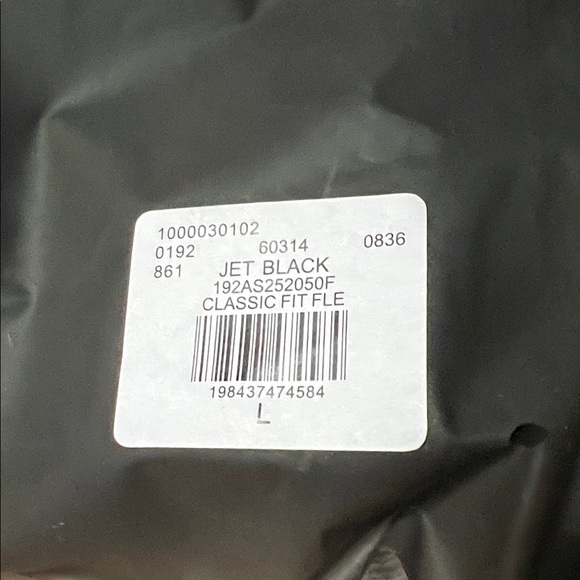 1000030102
0192 60314 0836
861 JET BLACK
192AS252050F
CLASSIC FIT FLE
198437474584
L